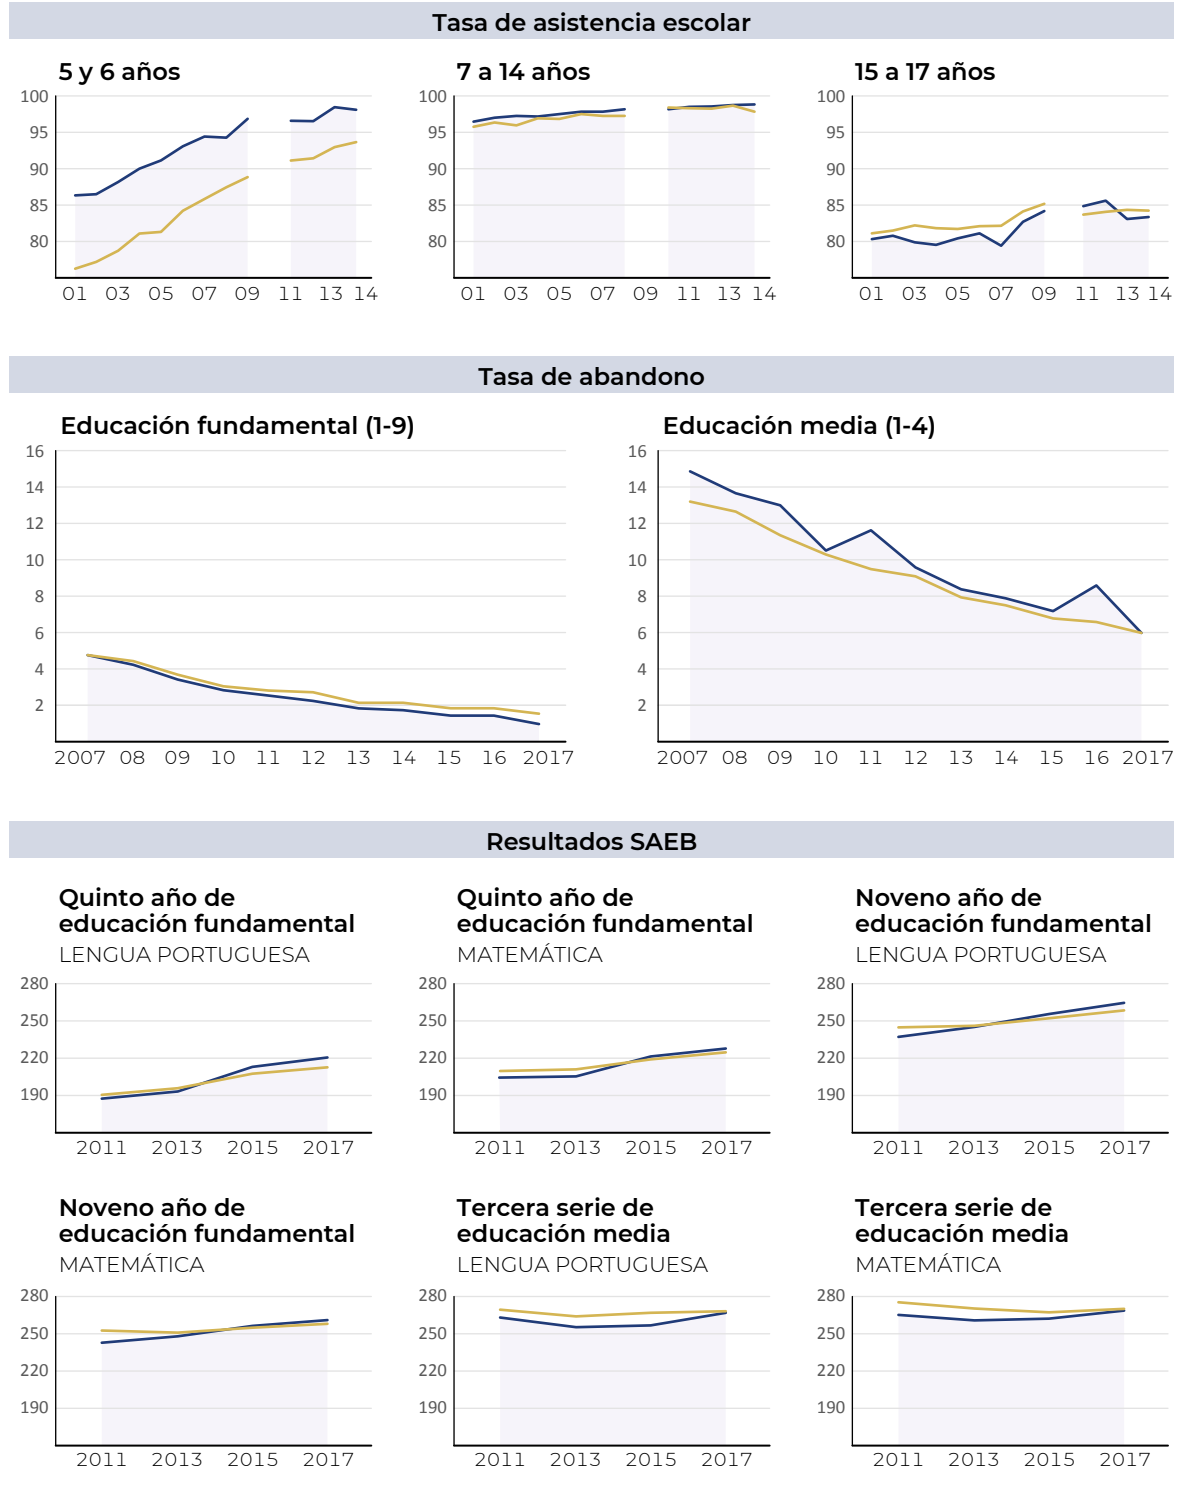 Tasa de asistencia escolar
5 y 6 años
100
95
90
85
80
01 03 05 07 09 11 13 14
7 a 14 años
100
95
90
85
80
01 03 05 07 09 11 13 14
15 a 17 años
100
95
90
85
80
01 03 05 07 09 11 13 14
Tasa de abandono
Educación fundamental (1-9)
16
14
12
10
8
6
4
2
2007 08 09 10 11 12 13 14 15 16 2017
Educación media (1-4)
16
14
12
10
8
6
4
2
2007 08 09 10 11 12 13 14 15 16 2017
Resultados SAEB
Quinto año de
educación fundamental
LENGUA PORTUGUESA
280
250
220
190
2011 2013 2015 2017
Quinto año de
educación fundamental
MATEMÁTICA
280
250
220
190
2011 2013 2015 2017
Noveno año de
educación fundamental
LENGUA PORTUGUESA
280
250
220
190
2011 2013 2015 2017
Noveno año de
educación fundamental
MATEMÁTICA
280
250
220
190
2011 2013 2015 2017
Tercera serie de
educación media
LENGUA PORTUGUESA
280
250
220
190
2011 2013 2015 2017
Tercera serie de
educación media
MATEMÁTICA
280
250
220
190
2011 2013 2015 2017